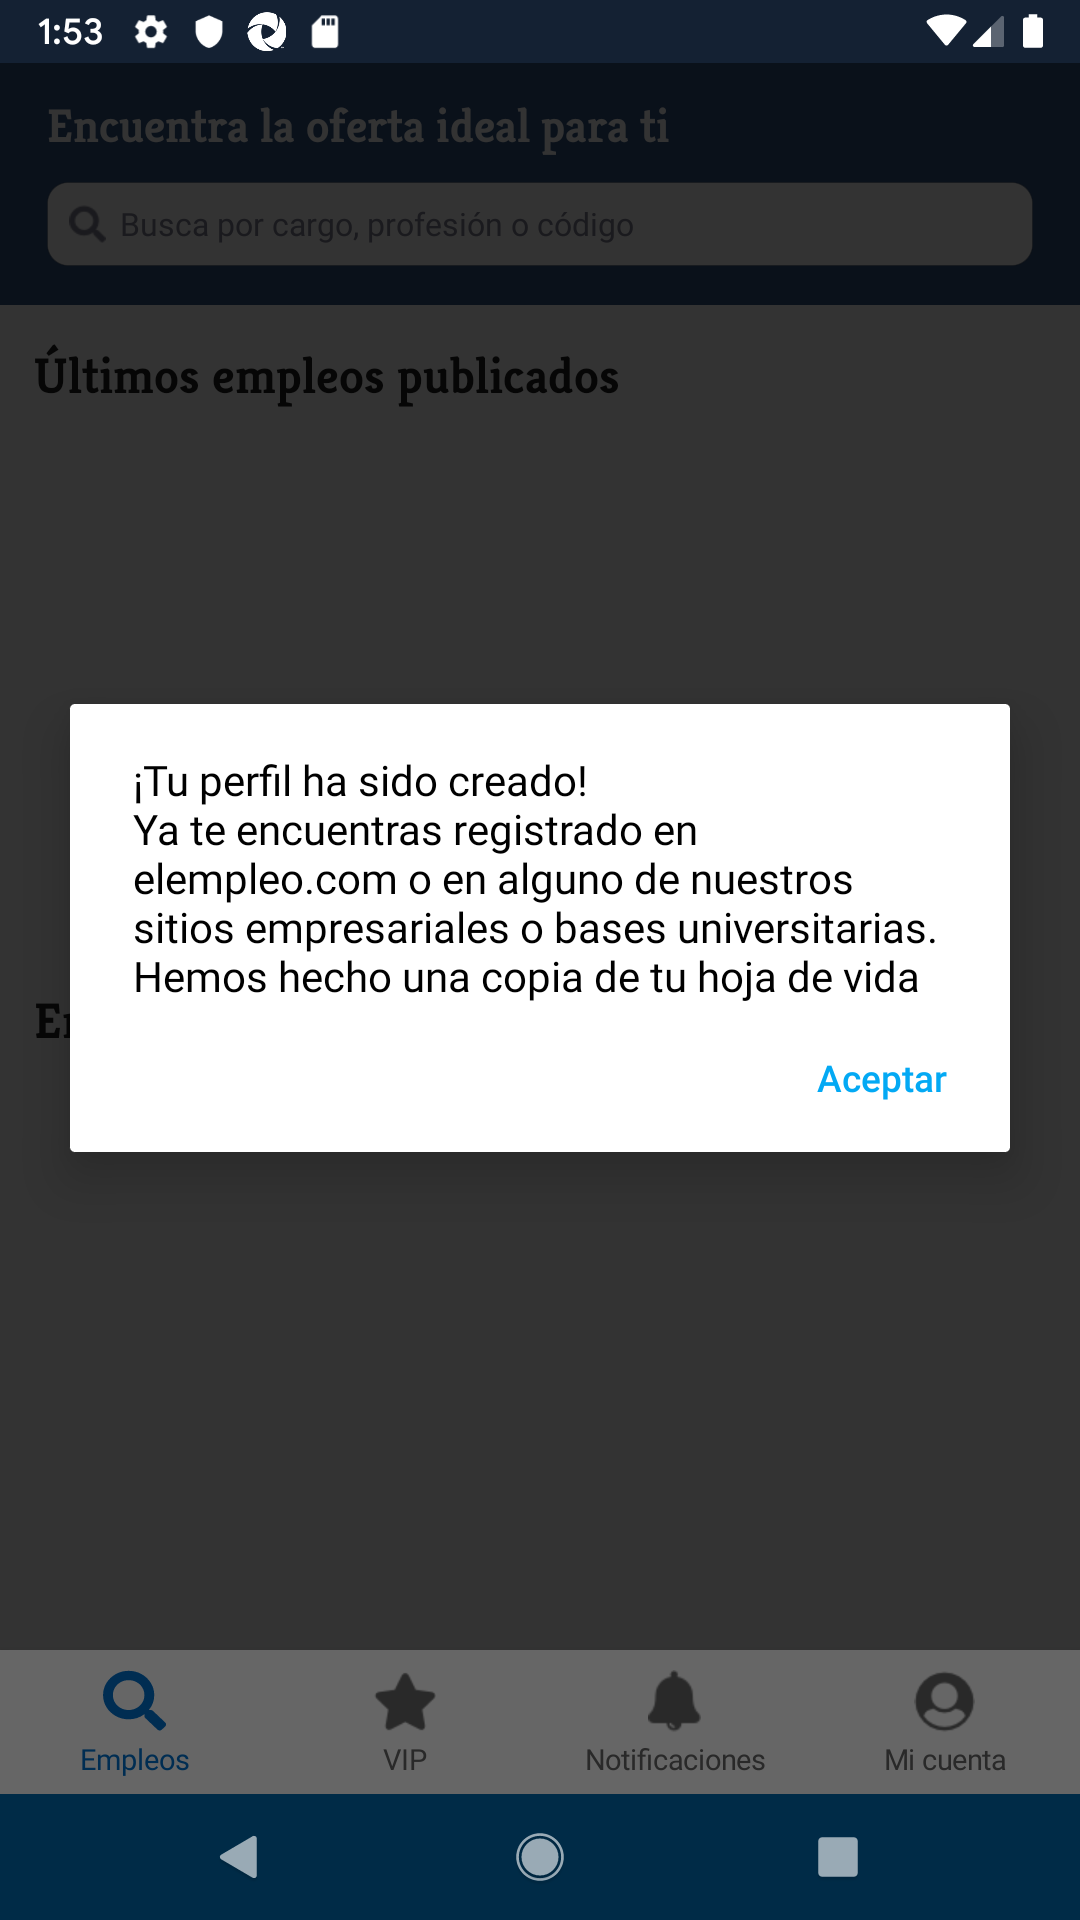 1:53
Encuentra la oferta ideal para ti
Busca por cargo, profesión o código
Últimos empleos publicados
¡Tu perfil ha sido creado!
Ya te encuentras registrado en
elempleo.com o en alguno de nuestros
sitios empresariales o bases universitarias.
Hemos hecho una copia de tu hoja de vida
Aceptar
Empleos
VIP
Notificaciones
Mi cuenta